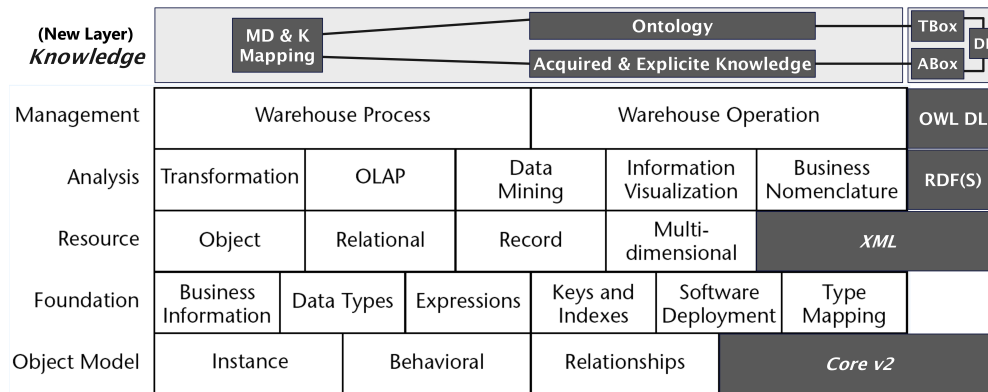 (New Layer)
Knowledge
MD & K
Mapping
Ontology
Acquired & Explicite Knowledge
TBox
ABox
Management
Warehouse Process
Warehouse Operation
OWL DL
Analysis
Transformation
OLAP
Data
Mining
Information
Visualization
Business
Nomenclature
RDF(S)
Resource
Object
Relational
Record
Multi-
dimensional
XML
Foundation
Business
Information
Data Types
Expressions
Keys and
Indexes
Software
Deployment
Type
Mapping
Object Model
Instance
Behavioral
Relationships
Core v2